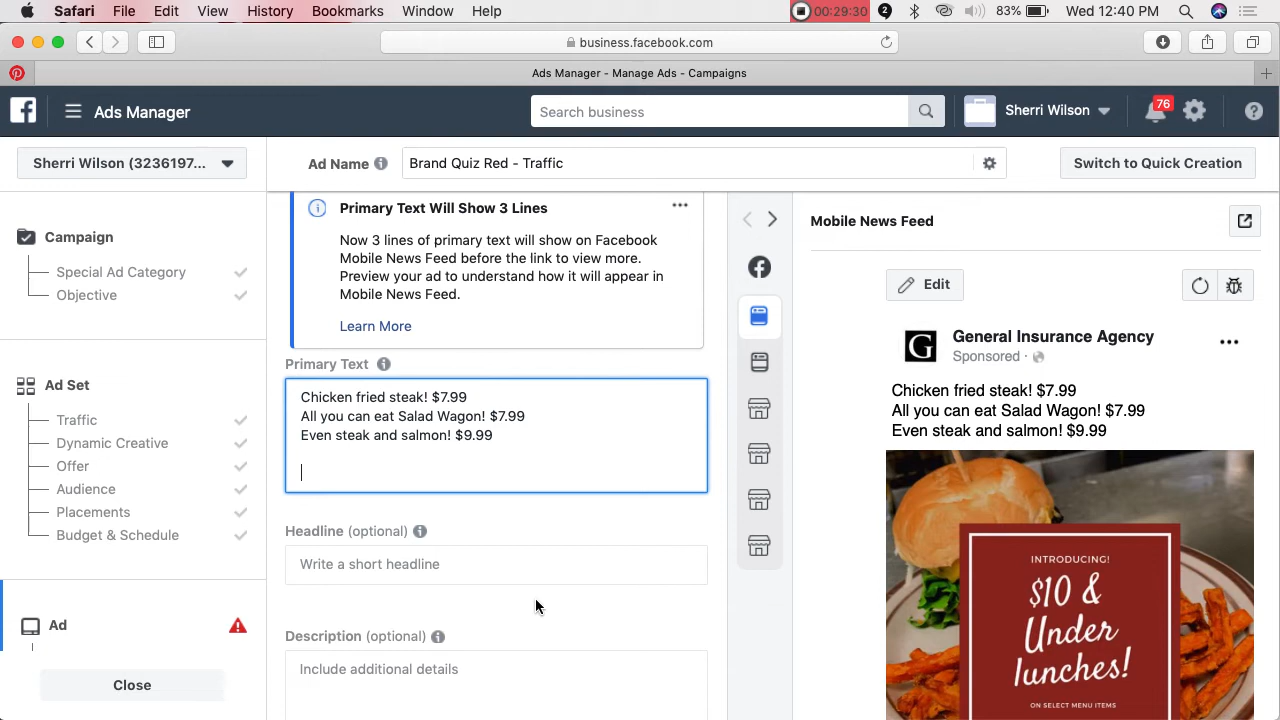 Safari File Edit View History Bookmarks Window Help 00:29:30 2 83% Wed 12:40 PM
business.facebook.com
Ads Manager - Manage Ads - Campaigns
Ads Manager
Search business
Sherri Wilson
76
Sherri Wilson (3236197...
Ad Name
Brand Quiz Red - Traffic
Switch to Quick Creation
Campaign
Special Ad Category
Objective
Ad Set
Traffic
Dynamic Creative
Offer
Audience
Placements
Budget & Schedule
Ad
Close
Primary Text Will Show 3 Lines
Now 3 lines of primary text will show on Facebook
Mobile News Feed before the link to view more.
Preview your ad to understand how it will appear in
Mobile News Feed.
Learn More
Primary Text
Chicken fried steak! $7.99
All you can eat Salad Wagon! $7.99
Even steak and salmon! $9.99
Headline (optional)
Write a short headline
Description (optional)
Include additional details
Mobile News Feed
Edit
G
General Insurance Agency
Sponsored ·
Chicken fried steak! $7.99
All you can eat Salad Wagon! $7.99
Even steak and salmon! $9.99
INTRODUCING!
$10 &
Under
lunches!
ON SELECT MENU ITEMS